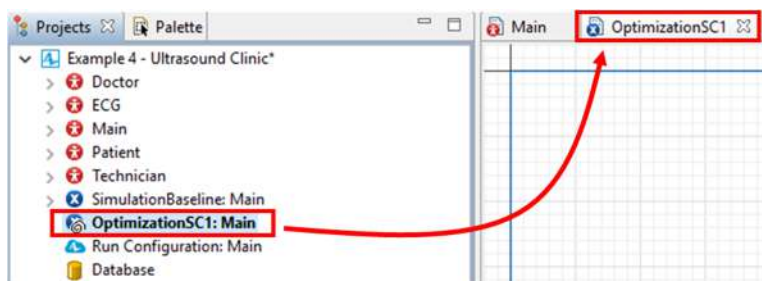 Projects Palette
Main OptimizationSC1
Example 4 - Ultrasound Clinic*
Doctor
ECG
Main
Patient
Technician
SimulationBaseline: Main
OptimizationSC1: Main
Run Configuration: Main
Database